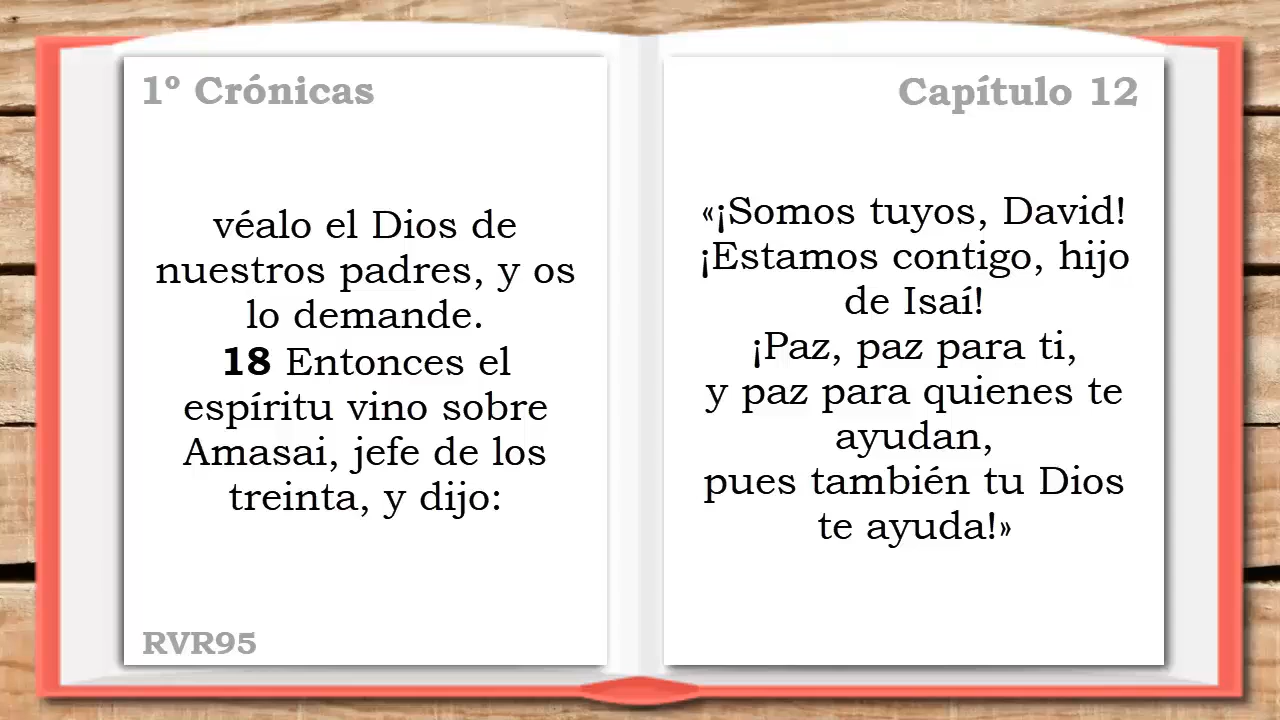 1º Crónicas
véalo el Dios de
nuestros padres, y os
lo demande.
18 Entonces el
espíritu vino sobre
Amasai, jefe de los
treinta, y dijo:
RVR95
Capítulo 12
«¡Somos tuyos, David!
¡Estamos contigo, hijo
de Isaí!
¡Paz, paz para ti,
y paz para quienes te
ayudan,
pues también tu Dios
te ayuda!»